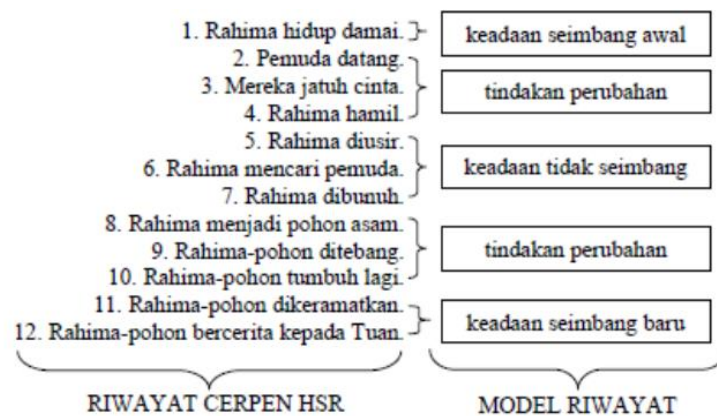 1. Rahima hidup damai.
keadaan seimbang awal
2. Pemuda datang.
3. Mereka jatuh cinta.
tindakan perubahan
4. Rahima hamil.
5. Rahima diusir.
6. Rahima mencari pemuda.
keadaan tidak seimbang
7. Rahima dibunuh.
8. Rahima menjadi pohon asam.
9. Rahima-pohon ditebang.
tindakan perubahan
10. Rahima-pohon tumbuh lagi.
11. Rahima-pohon dikeramatkan.
keadaan seimbang baru
12. Rahima-pohon bercerita kepada Tuan.
RIWAYAT CERPEN HSR
MODEL RIWAYAT